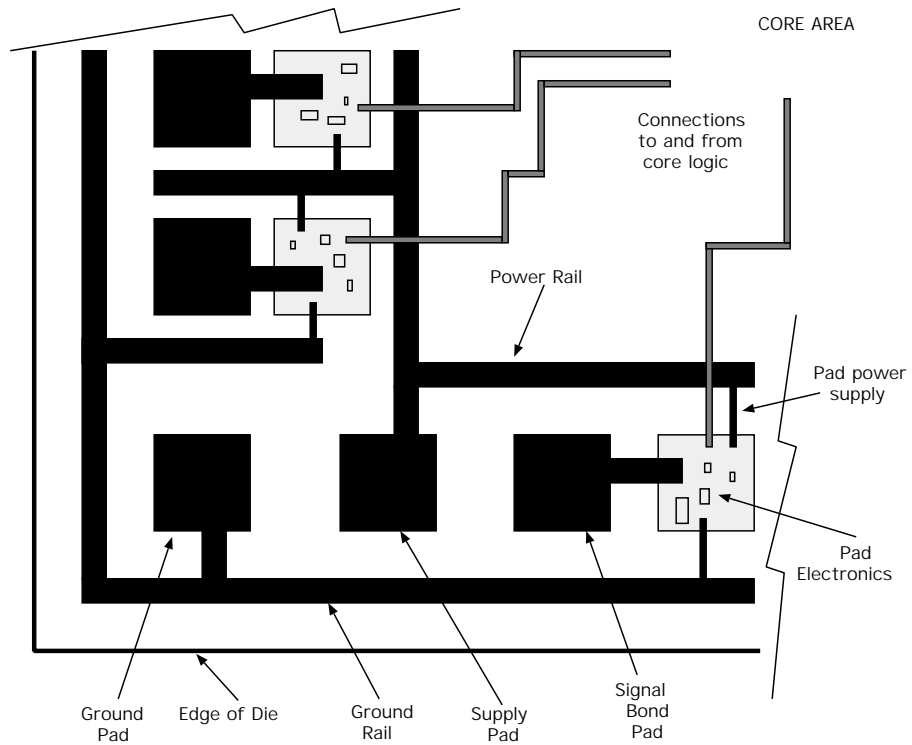 CORE AREA
Connections
to and from
core logic
Power Rail
Pad power
supply
Pad
Electronics
Ground
Pad
Edge of Die
Ground
Rail
Supply
Pad
Signal
Bond
Pad